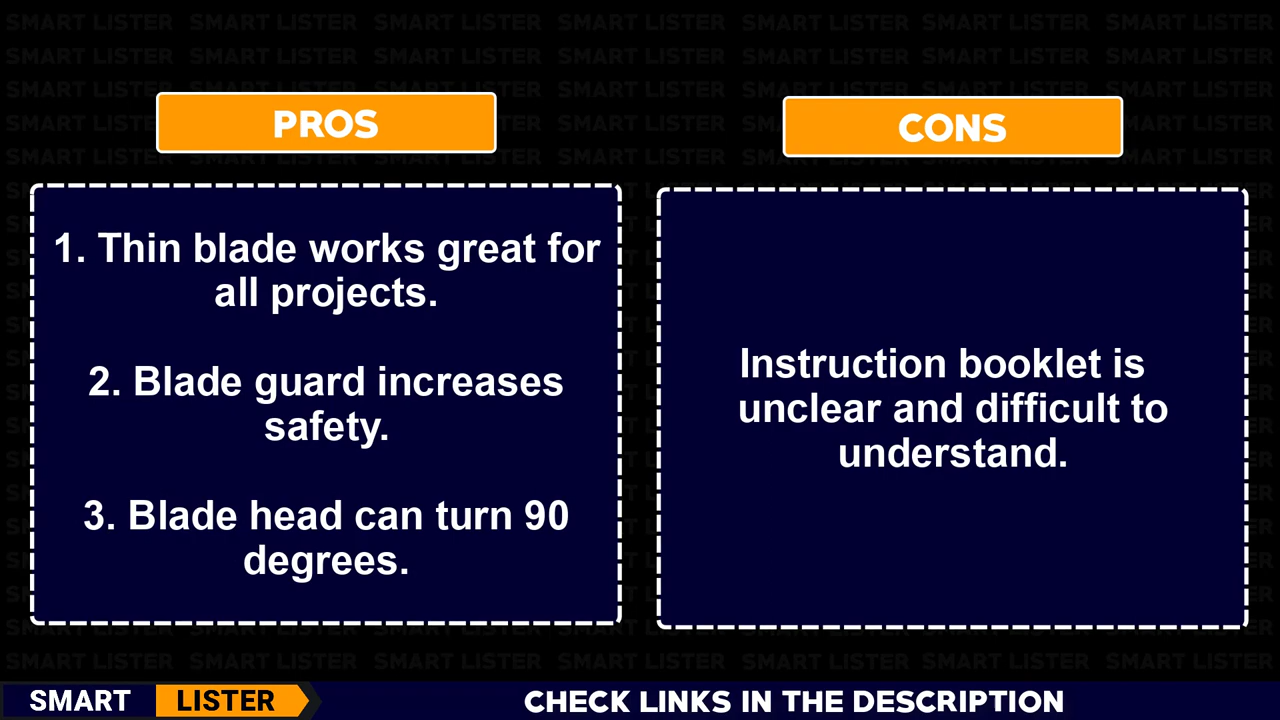 PROS
1. Thin blade works great for
all projects.
2. Blade guard increases
safety.
3. Blade head can turn 90
degrees.
CONS
Instruction booklet is
unclear and difficult to
understand.
SMART LISTER
CHECK LINKS IN THE DESCRIPTION